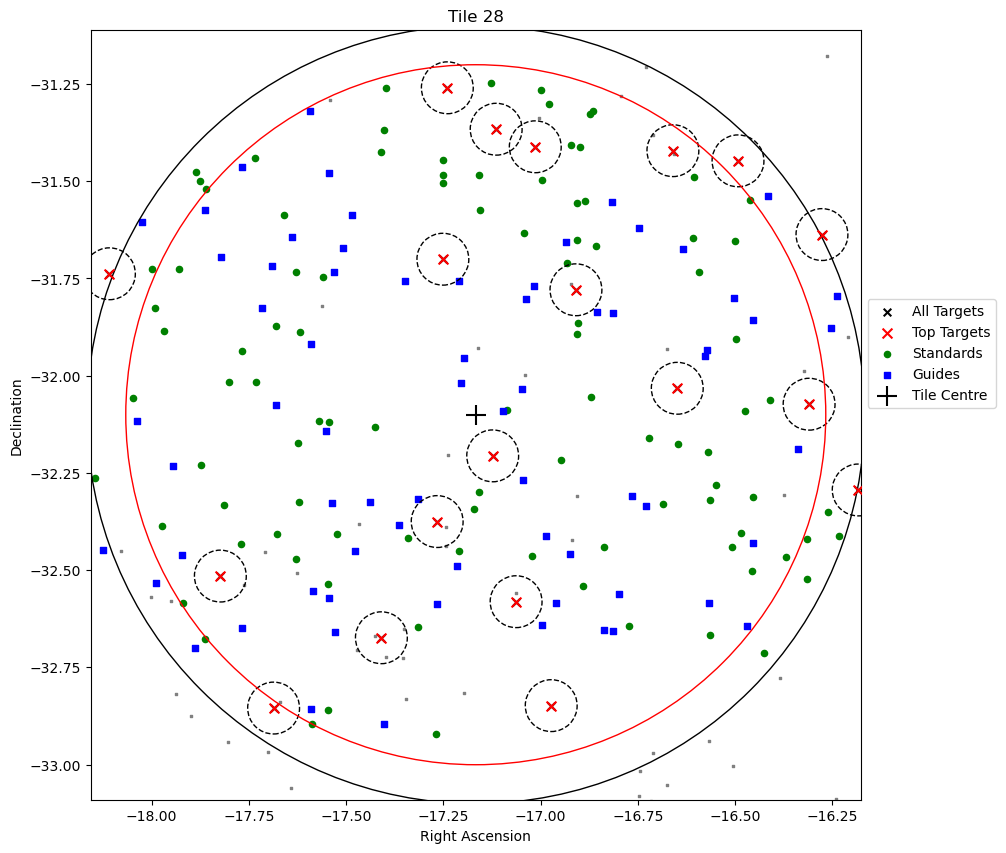 Tile 28
−31.25
−31.50
−31.75
−32.00
−32.25
−32.50
−32.75
−33.00
Declination
−18.00 −17.75 −17.50 −17.25 −17.00 −16.75 −16.50 −16.25
Right Ascension
All Targets
Top Targets
Standards
Guides
Tile Centre